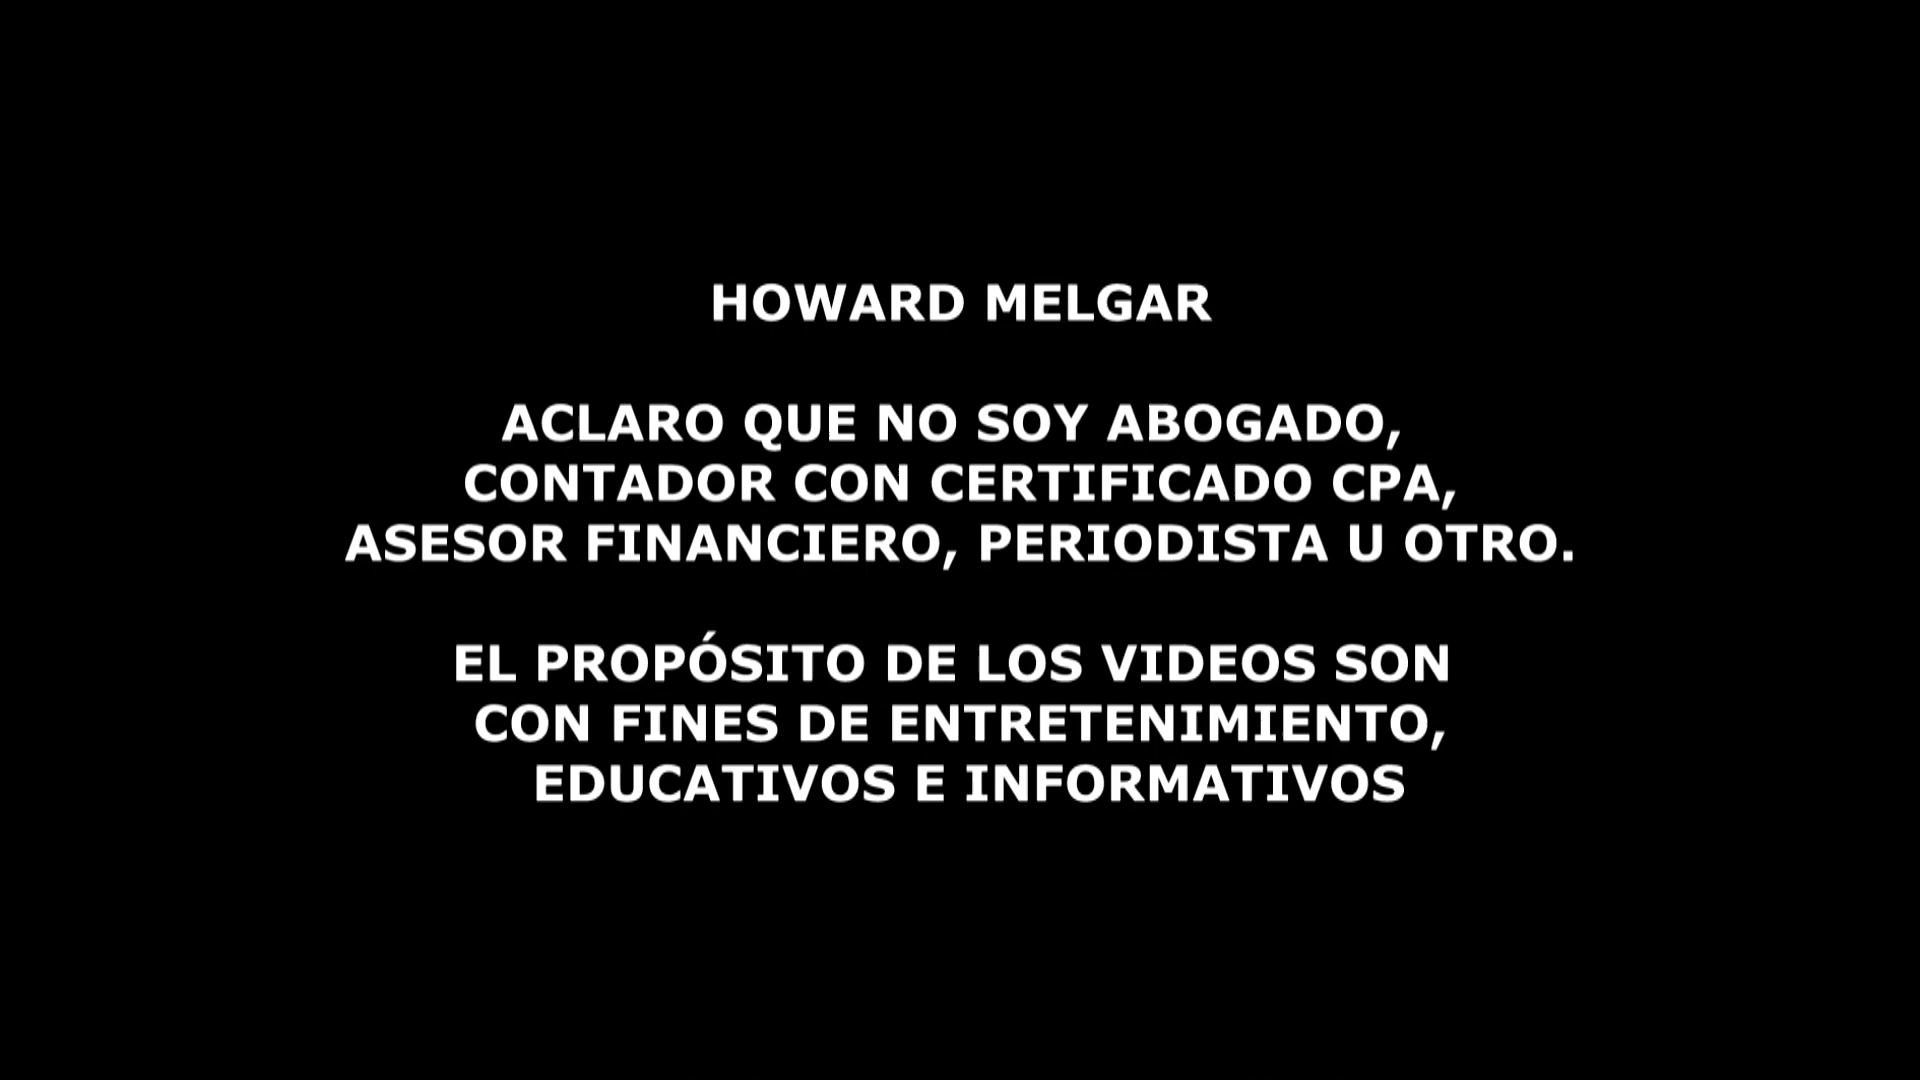 HOWARD MELGAR
ACLARO QUE NO SOY ABOGADO,
CONTADOR CON CERTIFICADO CPA,
ASESOR FINANCIERO, PERIODISTA U OTRO.
EL PROPÓSITO DE LOS VIDEOS SON
CON FINES DE ENTRETENIMIENTO,
EDUCATIVOS E INFORMATIVOS